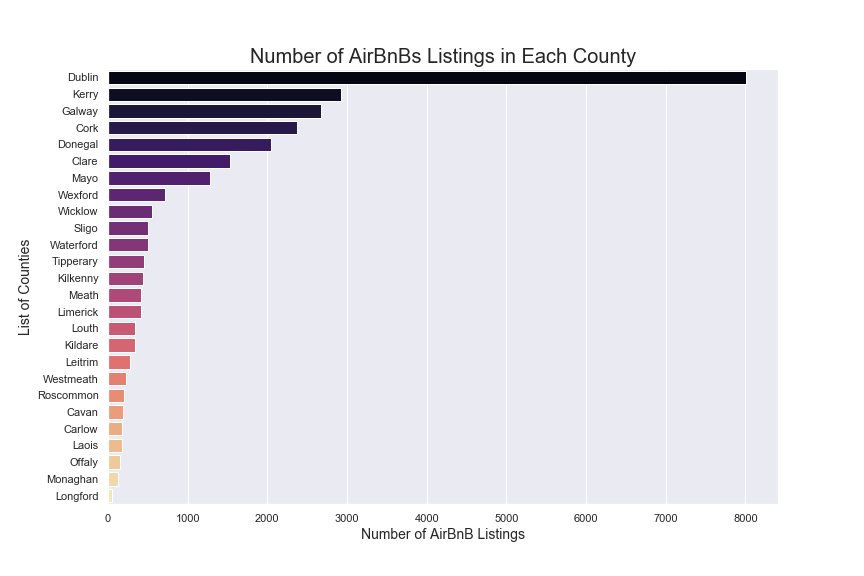 Number of AirBnBs Listings in Each County
List of Counties
Dublin
Kerry
Galway
Cork
Donegal
Clare
Mayo
Wexford
Wicklow
Sligo
Waterford
Tipperary
Kilkenny
Meath
Limerick
Louth
Kildare
Leitrim
Westmeath
Roscommon
Cavan
Carlow
Laois
Offaly
Monaghan
Longford
0 1000 2000 3000 4000 5000 6000 7000 8000
Number of AirBnB Listings